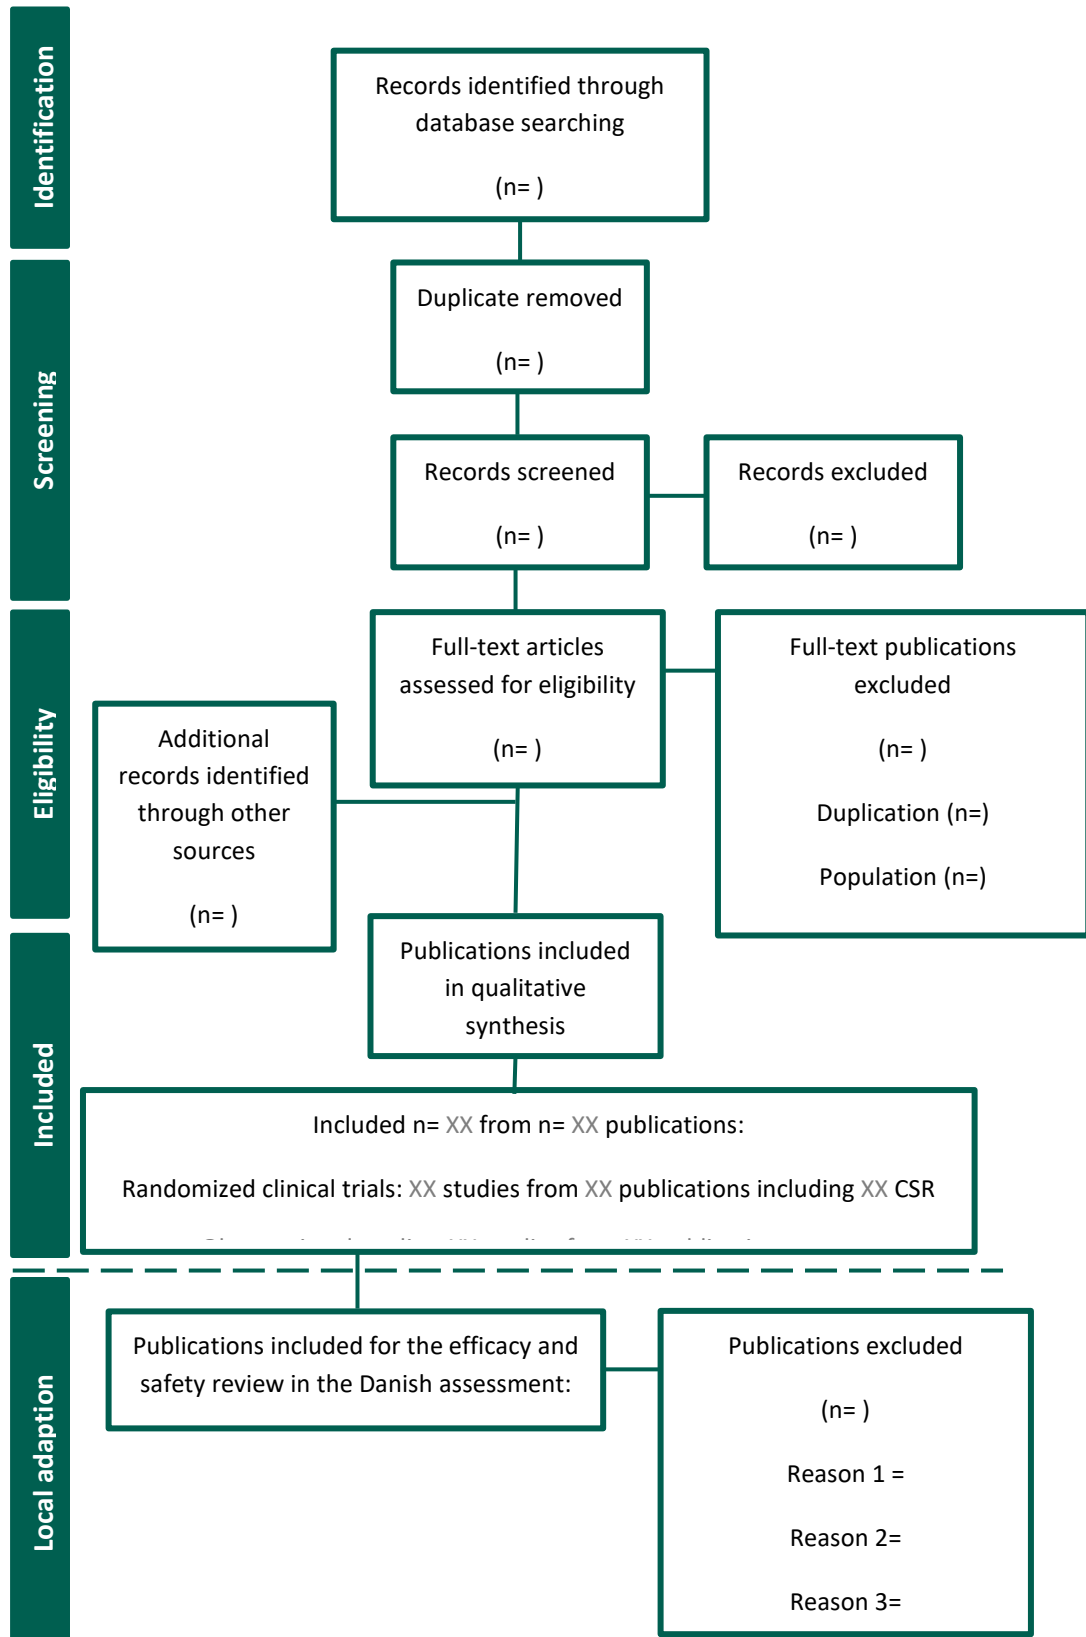 Identification
Records identified through
database searching
(n= )
Screening
Duplicate removed
(n= )
Records screened
(n= )
Records excluded
(n= )
Eligibility
Full-text articles
assessed for eligibility
(n= )
Full-text publications
excluded
(n= )
Duplication (n=)
Population (n=)
Additional
records identified
through other
sources
(n= )
Included
Publications included
in qualitative
synthesis
Included n= XX from n= XX publications:
Randomized clinical trials: XX studies from XX publications including XX CSR
Local adaption
Publications included for the efficacy and
safety review in the Danish assessment:
Publications excluded
(n= )
Reason 1 =
Reason 2=
Reason 3=